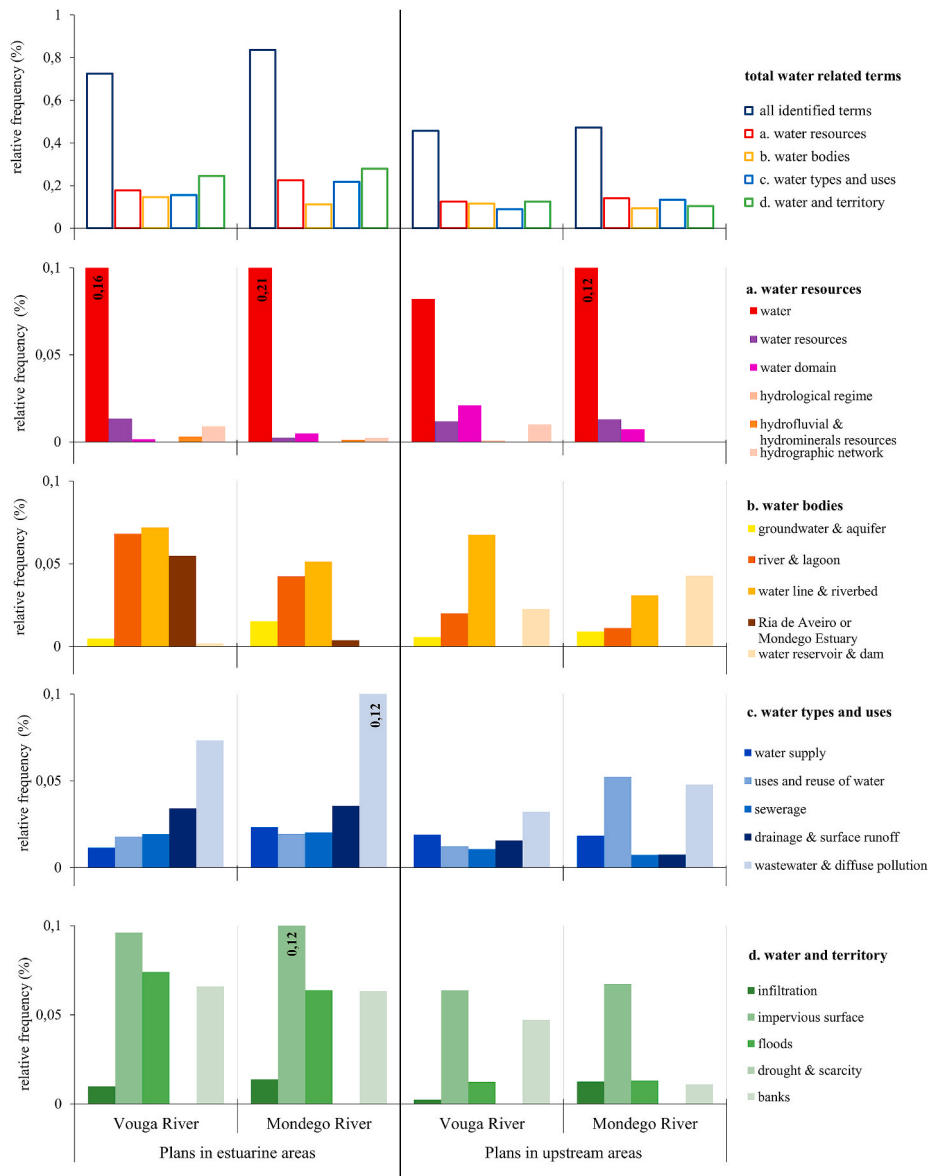 relative frequency (%)
1
0,8
0,6
0,4
0,2
0
total water related terms
all identified terms
a. water resources
b. water bodies
c. water types and uses
d. water and territory
relative frequency (%)
0,1
0,05
0
0,16
0,21
0,12
a. water resources
water
water resources
water domain
hydrological regime
hydrofluvial &
hydrominerals resources
hydrographic network
relative frequency (%)
0,1
0,05
0
b. water bodies
groundwater & aquifer
river & lagoon
water line & riverbed
Ria de Aveiro or
Mondego Estuary
water reservoir & dam
relative frequency (%)
0,1
0,05
0
0,12
c. water types and uses
water supply
uses and reuse of water
sewerage
drainage & surface runoff
wastewater & diffuse pollution
relative frequency (%)
0,1
0,05
0
0,12
d. water and territory
infiltration
impervious surface
floods
drought & scarcity
banks
Vouga River
Mondego River
Vouga River
Mondego River
Plans in estuarine areas
Plans in upstream areas